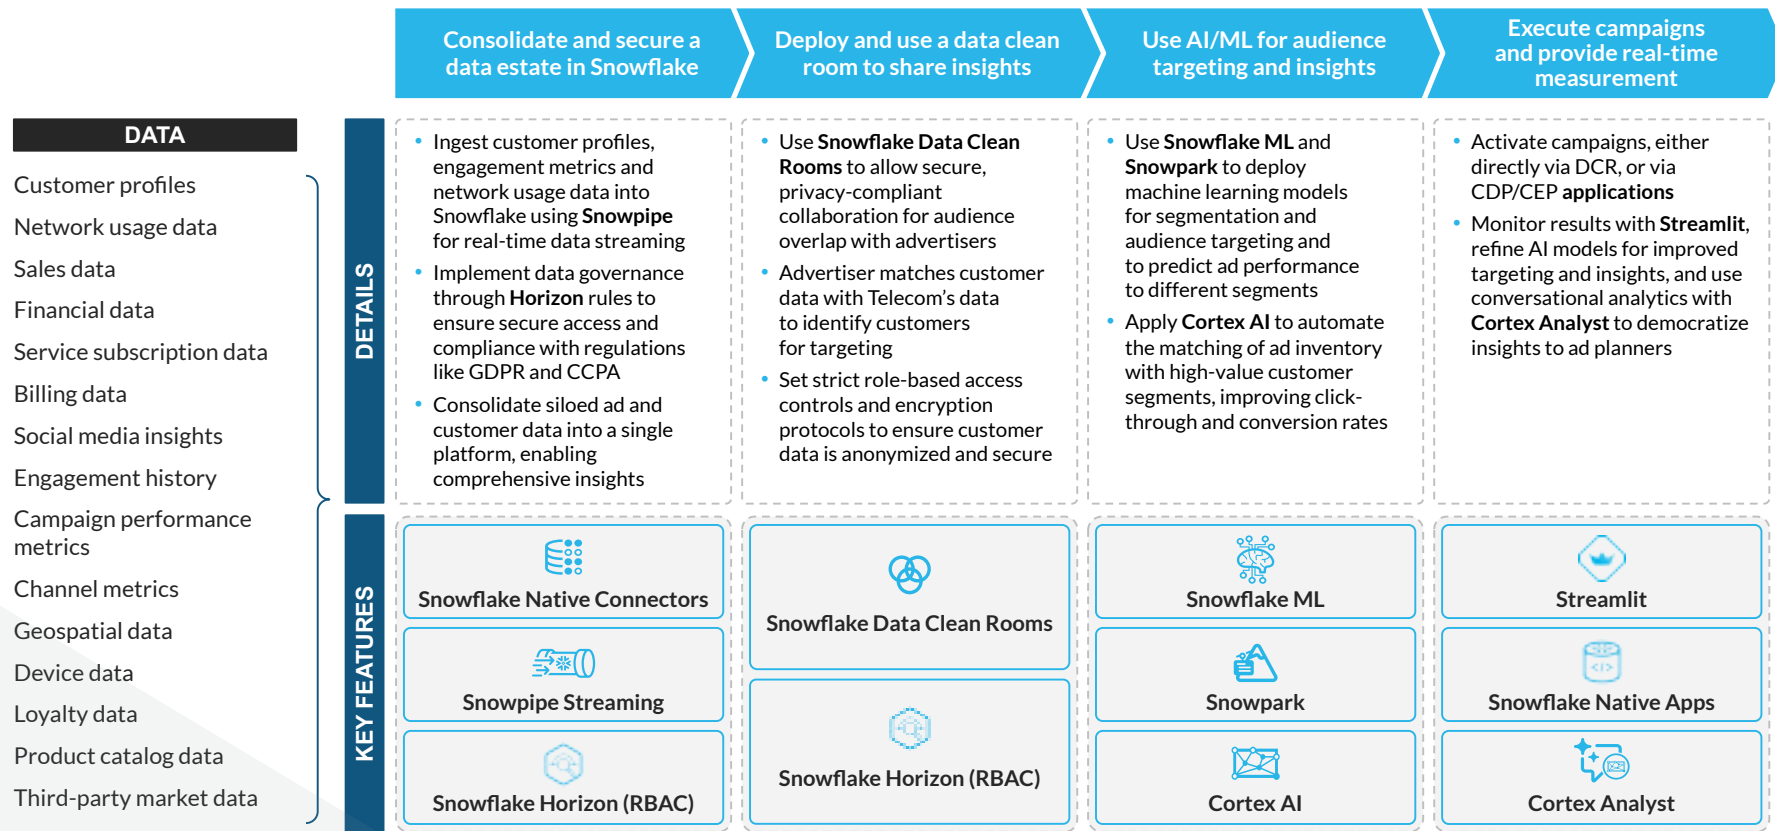 Consolidate and secure a
data estate in Snowflake
Deploy and use a data clean
room to share insights
Use AI/ML for audience
targeting and insights
Execute campaigns
and provide real-time
measurement
DATA
Customer profiles
Network usage data
Sales data
Financial data
Service subscription data
Billing data
Social media insights
Engagement history
Campaign performance
metrics
Channel metrics
Geospatial data
Device data
Loyalty data
Product catalog data
Third-party market data
DETAILS
• Ingest customer profiles,
engagement metrics and
network usage data into
Snowflake using Snowpipe
for real-time data streaming
• Implement data governance
through Horizon rules to
ensure secure access and
compliance with regulations
like GDPR and CCPA
• Consolidate siloed ad and
customer data into a single
platform, enabling
comprehensive insights
• Use Snowflake Data Clean
Rooms to allow secure,
privacy-compliant
collaboration for audience
overlap with advertisers
• Advertiser matches customer
data with Telecom's data
to identify customers
for targeting
• Set strict role-based access
controls and encryption
protocols to ensure customer
data is anonymized and secure
• Use Snowflake ML and
Snowpark to deploy
machine learning models
for segmentation and
audience targeting and
to predict ad performance
to different segments
• Apply Cortex AI to automate
the matching of ad inventory
with high-value customer
segments, improving click-
through and conversion rates
• Activate campaigns, either
directly via DCR, or via
CDP/CEP applications
• Monitor results with Streamlit,
refine AI models for improved
targeting and insights, and use
conversational analytics with
Cortex Analyst to democratize
insights to ad planners
KEY FEATURES
Snowflake Native Connectors
Snowpipe Streaming
Snowflake Horizon (RBAC)
Snowflake Data Clean Rooms
Snowflake Horizon (RBAC)
Snowflake ML
Snowpark
Cortex AI
Streamlit
</>
Snowflake Native Apps
Cortex Analyst